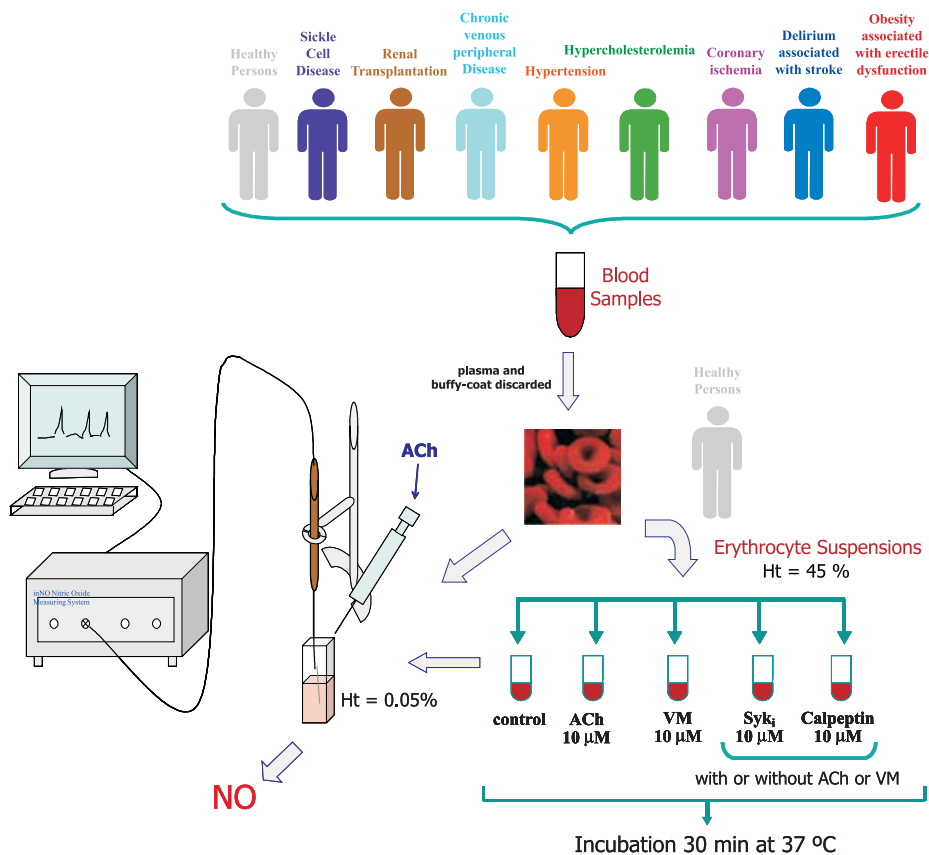 Healthy
Persons
Sickle
Cell
Disease
Renal
Transplantation
Chronic
venous
peripheral
Disease
Hypertension
Hypercholesterolemia
Coronary
ischemia
Delirium
associated
with stroke
Obesity
associated
with erectile
dysfunction
Blood
Samples
plasma and
buffy-coat discarded
Healthy
Persons
ACh
Erythrocyte Suspensions
Ht = 45 %
inNO Nitric Oxide
Measuring System
Ht = 0.05%
control
ACh
10 µM
VM
10 µM
Syki
10 µM
Calpeptin
10 µM
with or without ACh or VM
NO
Incubation 30 min at 37 ºC